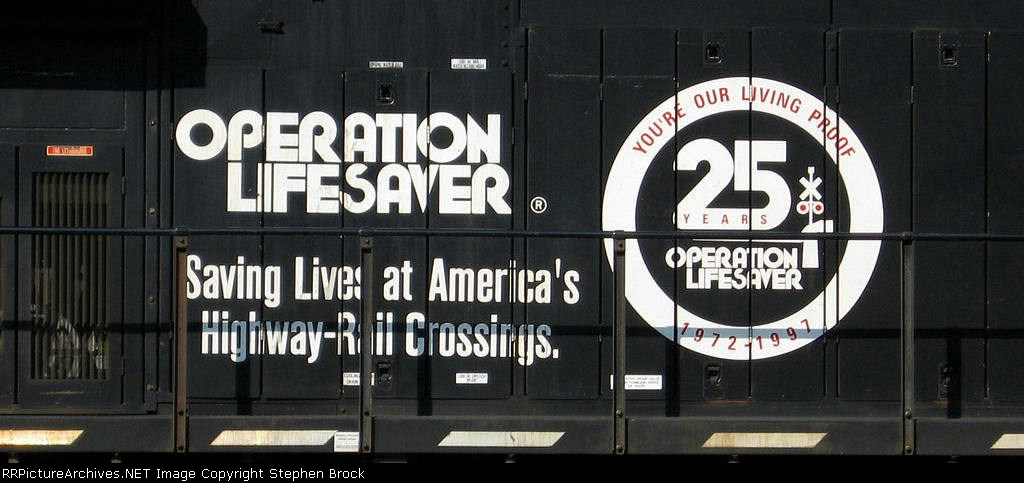 OPERATION
LIFESAVER ®
Saving Lives at America's
Highway-Rail Crossings.
YOU'RE OUR LIVING PROOF
25
YEARS
OPERATION
LIFESAVER
1972-1997
RRPictureArchives.NET Image Copyright Stephen Brock